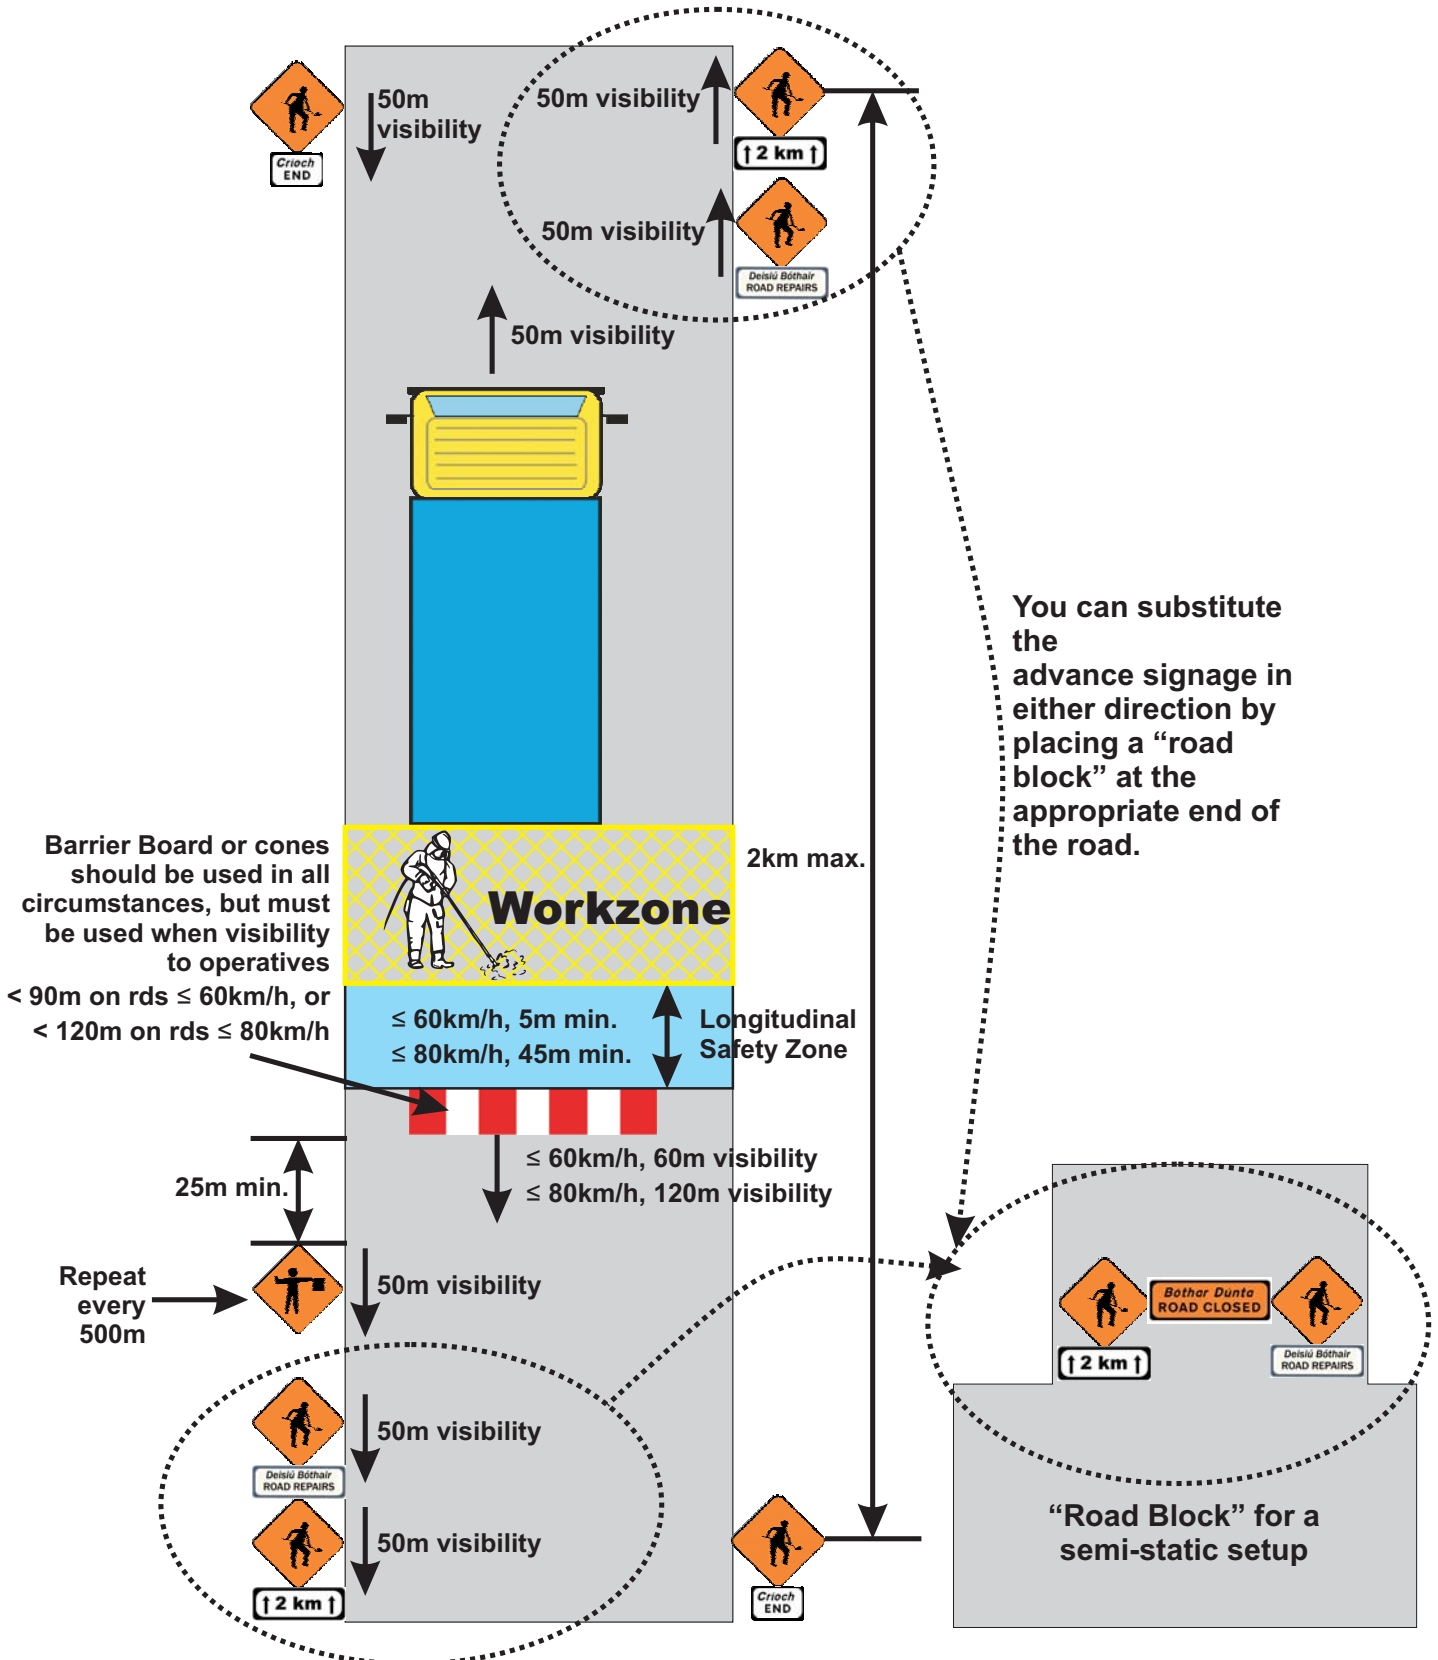 50m
visibility
Críoch
END
50m visibility
↑ 2 km ↑
50m visibility
Deisiú Bóthair
ROAD REPAIRS
50m visibility
You can substitute
the
advance signage in
either direction by
placing a “road
block” at the
appropriate end of
the road.
2km max.
Workzone
Barrier Board or cones
should be used in all
circumstances, but must
be used when visibility
to operatives
< 90m on rds ≤ 60km/h, or
< 120m on rds ≤ 80km/h
≤ 60km/h, 5m min.
≤ 80km/h, 45m min.
Longitudinal
Safety Zone
≤ 60km/h, 60m visibility
≤ 80km/h, 120m visibility
25m min.
Repeat
every
500m
50m visibility
50m visibility
Deisiú Bóthair
ROAD REPAIRS
50m visibility
↑ 2 km ↑
Críoch
END
Bothar Dunta
ROAD CLOSED
↑ 2 km ↑
Deisiú Bóthair
ROAD REPAIRS
“Road Block” for a
semi-static setup